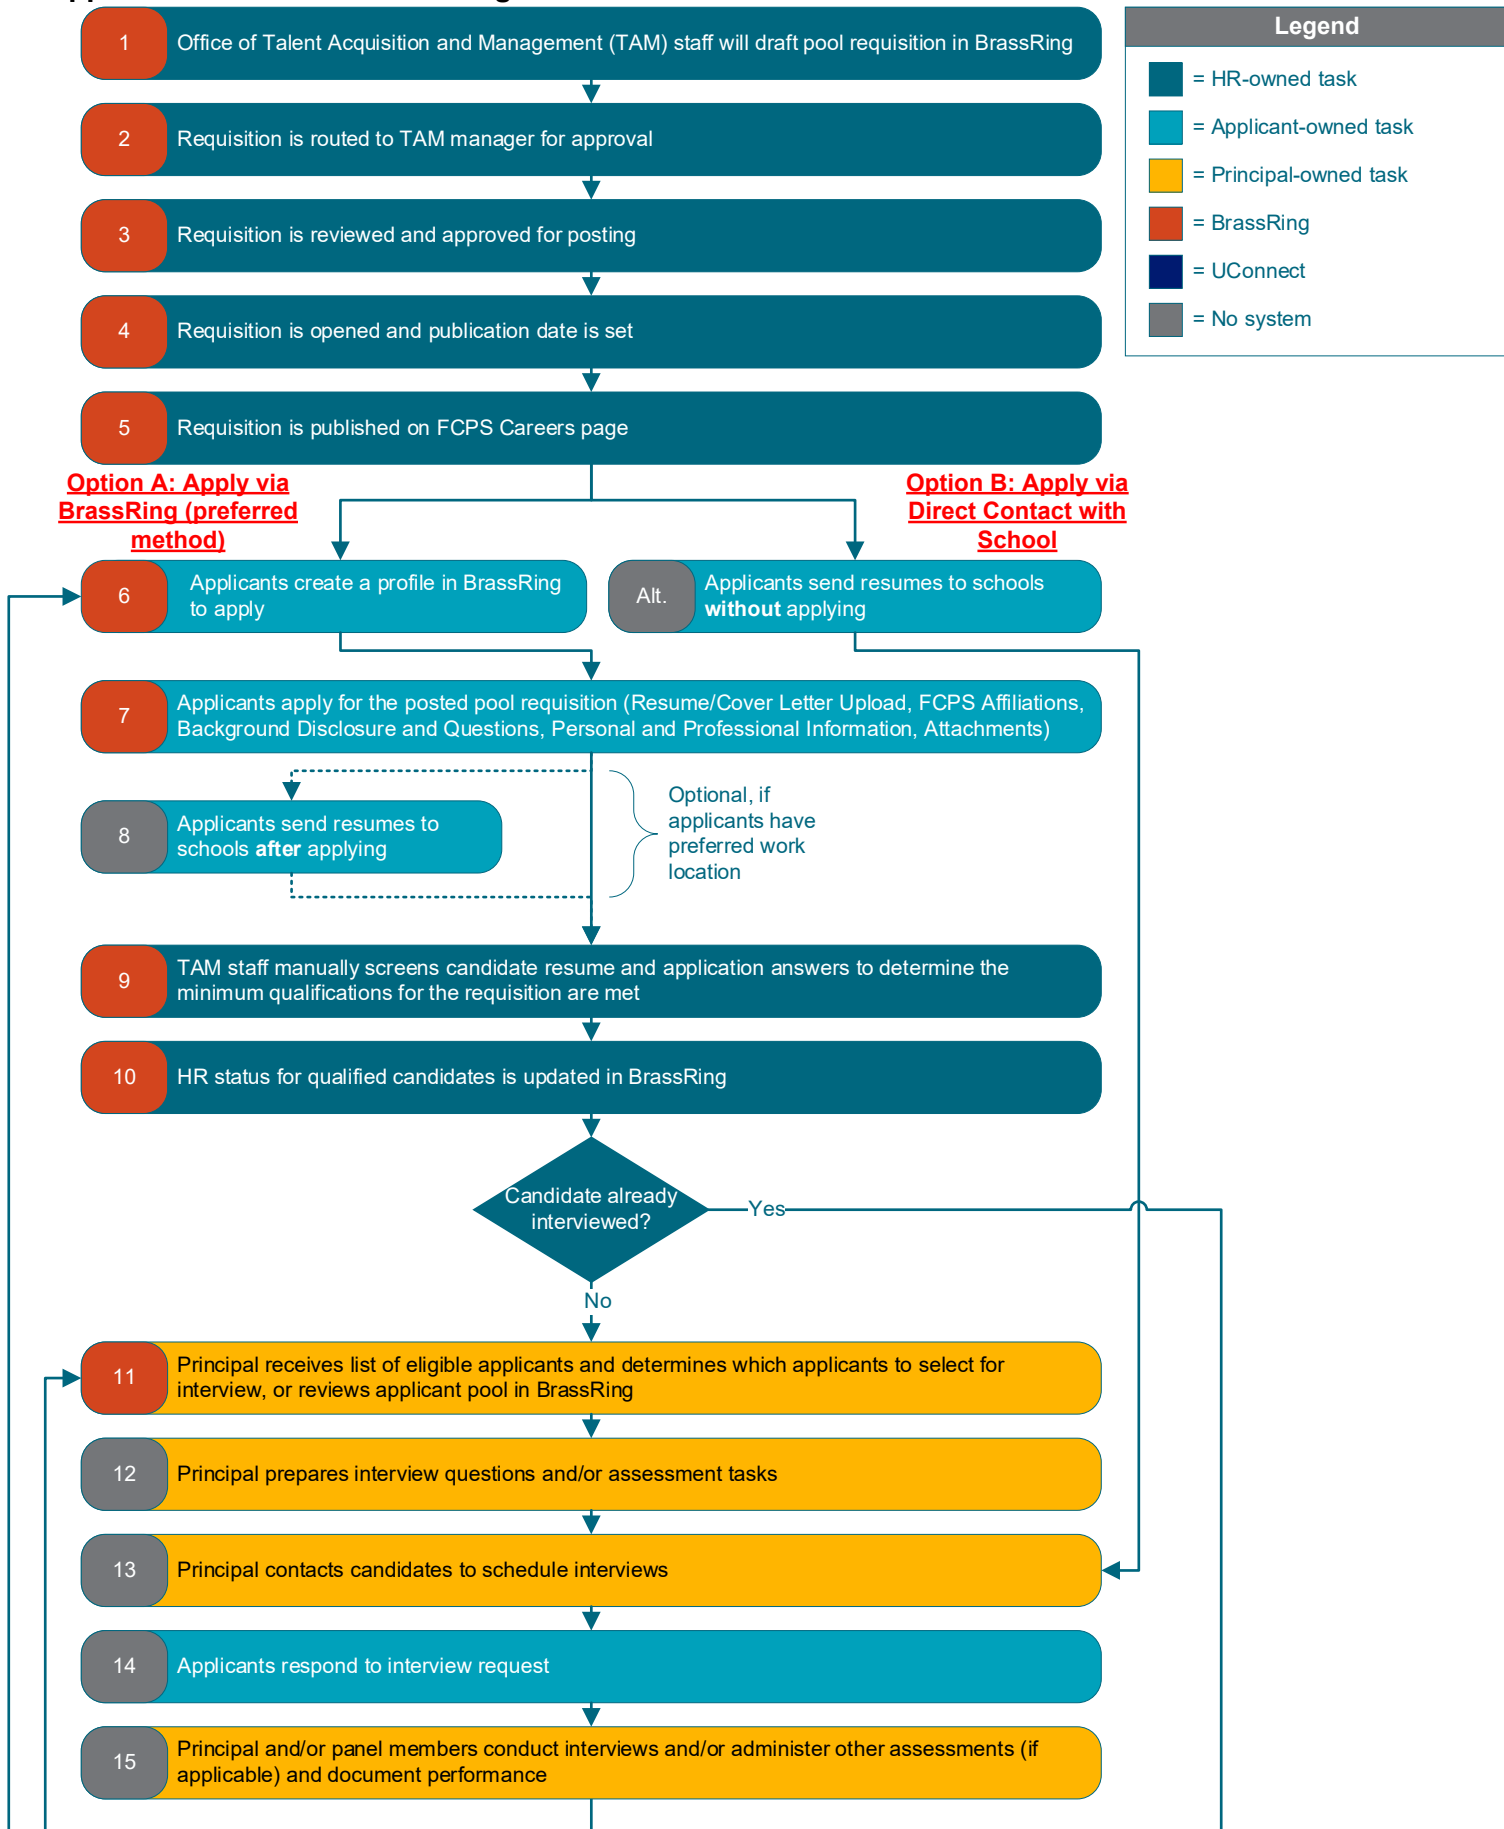 Legend
1
Office of Talent Acquisition and Management (TAM) staff will draft pool requisition in BrassRing
= HR-owned task
= Applicant-owned task
= Principal-owned task
= BrassRing
= UConnect
= No system
2
Requisition is routed to TAM manager for approval
3
Requisition is reviewed and approved for posting
4
Requisition is opened and publication date is set
5
Requisition is published on FCPS Careers page
Option A: Apply via
BrassRing (preferred
method)
Option B: Apply via
Direct Contact with
School
6
Applicants create a profile in BrassRing
to apply
Alt.
Applicants send resumes to schools
without applying
7
Applicants apply for the posted pool requisition (Resume/Cover Letter Upload, FCPS Affiliations,
Background Disclosure and Questions, Personal and Professional Information, Attachments)
8
Applicants send resumes to
schools after applying
Optional, if
applicants have
preferred work
location
9
TAM staff manually screens candidate resume and application answers to determine the
minimum qualifications for the requisition are met
10
HR status for qualified candidates is updated in BrassRing
Candidate already
interviewed?
Yes
No
11
Principal receives list of eligible applicants and determines which applicants to select for
interview, or reviews applicant pool in BrassRing
12
Principal prepares interview questions and/or assessment tasks
13
Principal contacts candidates to schedule interviews
14
Applicants respond to interview request
15
Principal and/or panel members conduct interviews and/or administer other assessments (if
applicable) and document performance